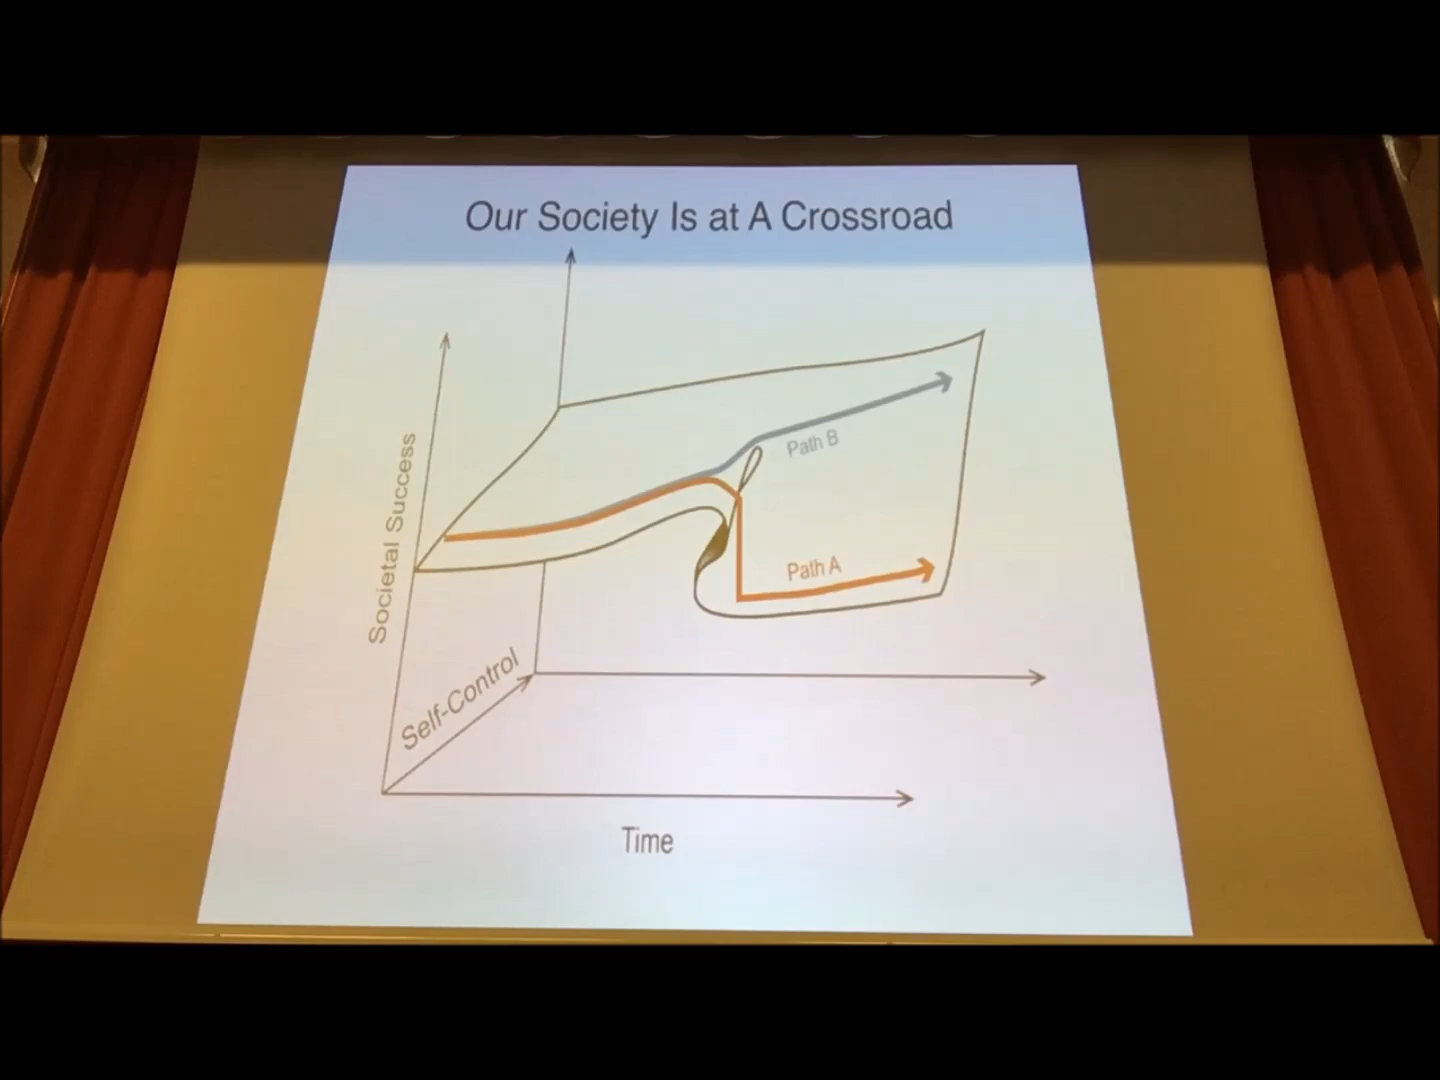 Our Society Is at A Crossroad
Societal Success
Path B
Path A
Self-Control
Time